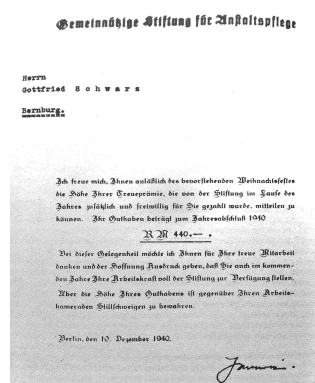 Gemeinnützige Stiftung für Anstaltspflege
Herrn
Gottfried Schwarz
Bernburg.
Ich freue mich, Ihnen anläßlich des bevorstehenden Weihnachtsfestes
die Höhe Ihrer Treueprämie, die von der Stiftung im Laufe des
Jahres zusätzlich und freiwillig für Sie gezahlt wurde, mitteilen zu
können. Ihr Guthaben beträgt zum Jahresabschluß 1940
RM 440.— .
Bei dieser Gelegenheit möchte ich Ihnen für Ihre treue Mitarbeit
danken und der Hoffnung Ausdruck geben, daß Sie auch im kommen-
den Jahre Ihre Arbeitskraft voll der Stiftung zur Verfügung stellen.
Über die Höhe Ihres Guthabens ist gegenüber Ihren Arbeits-
kameraden Stillschweigen zu bewahren.
Berlin, den 10. Dezember 1940.